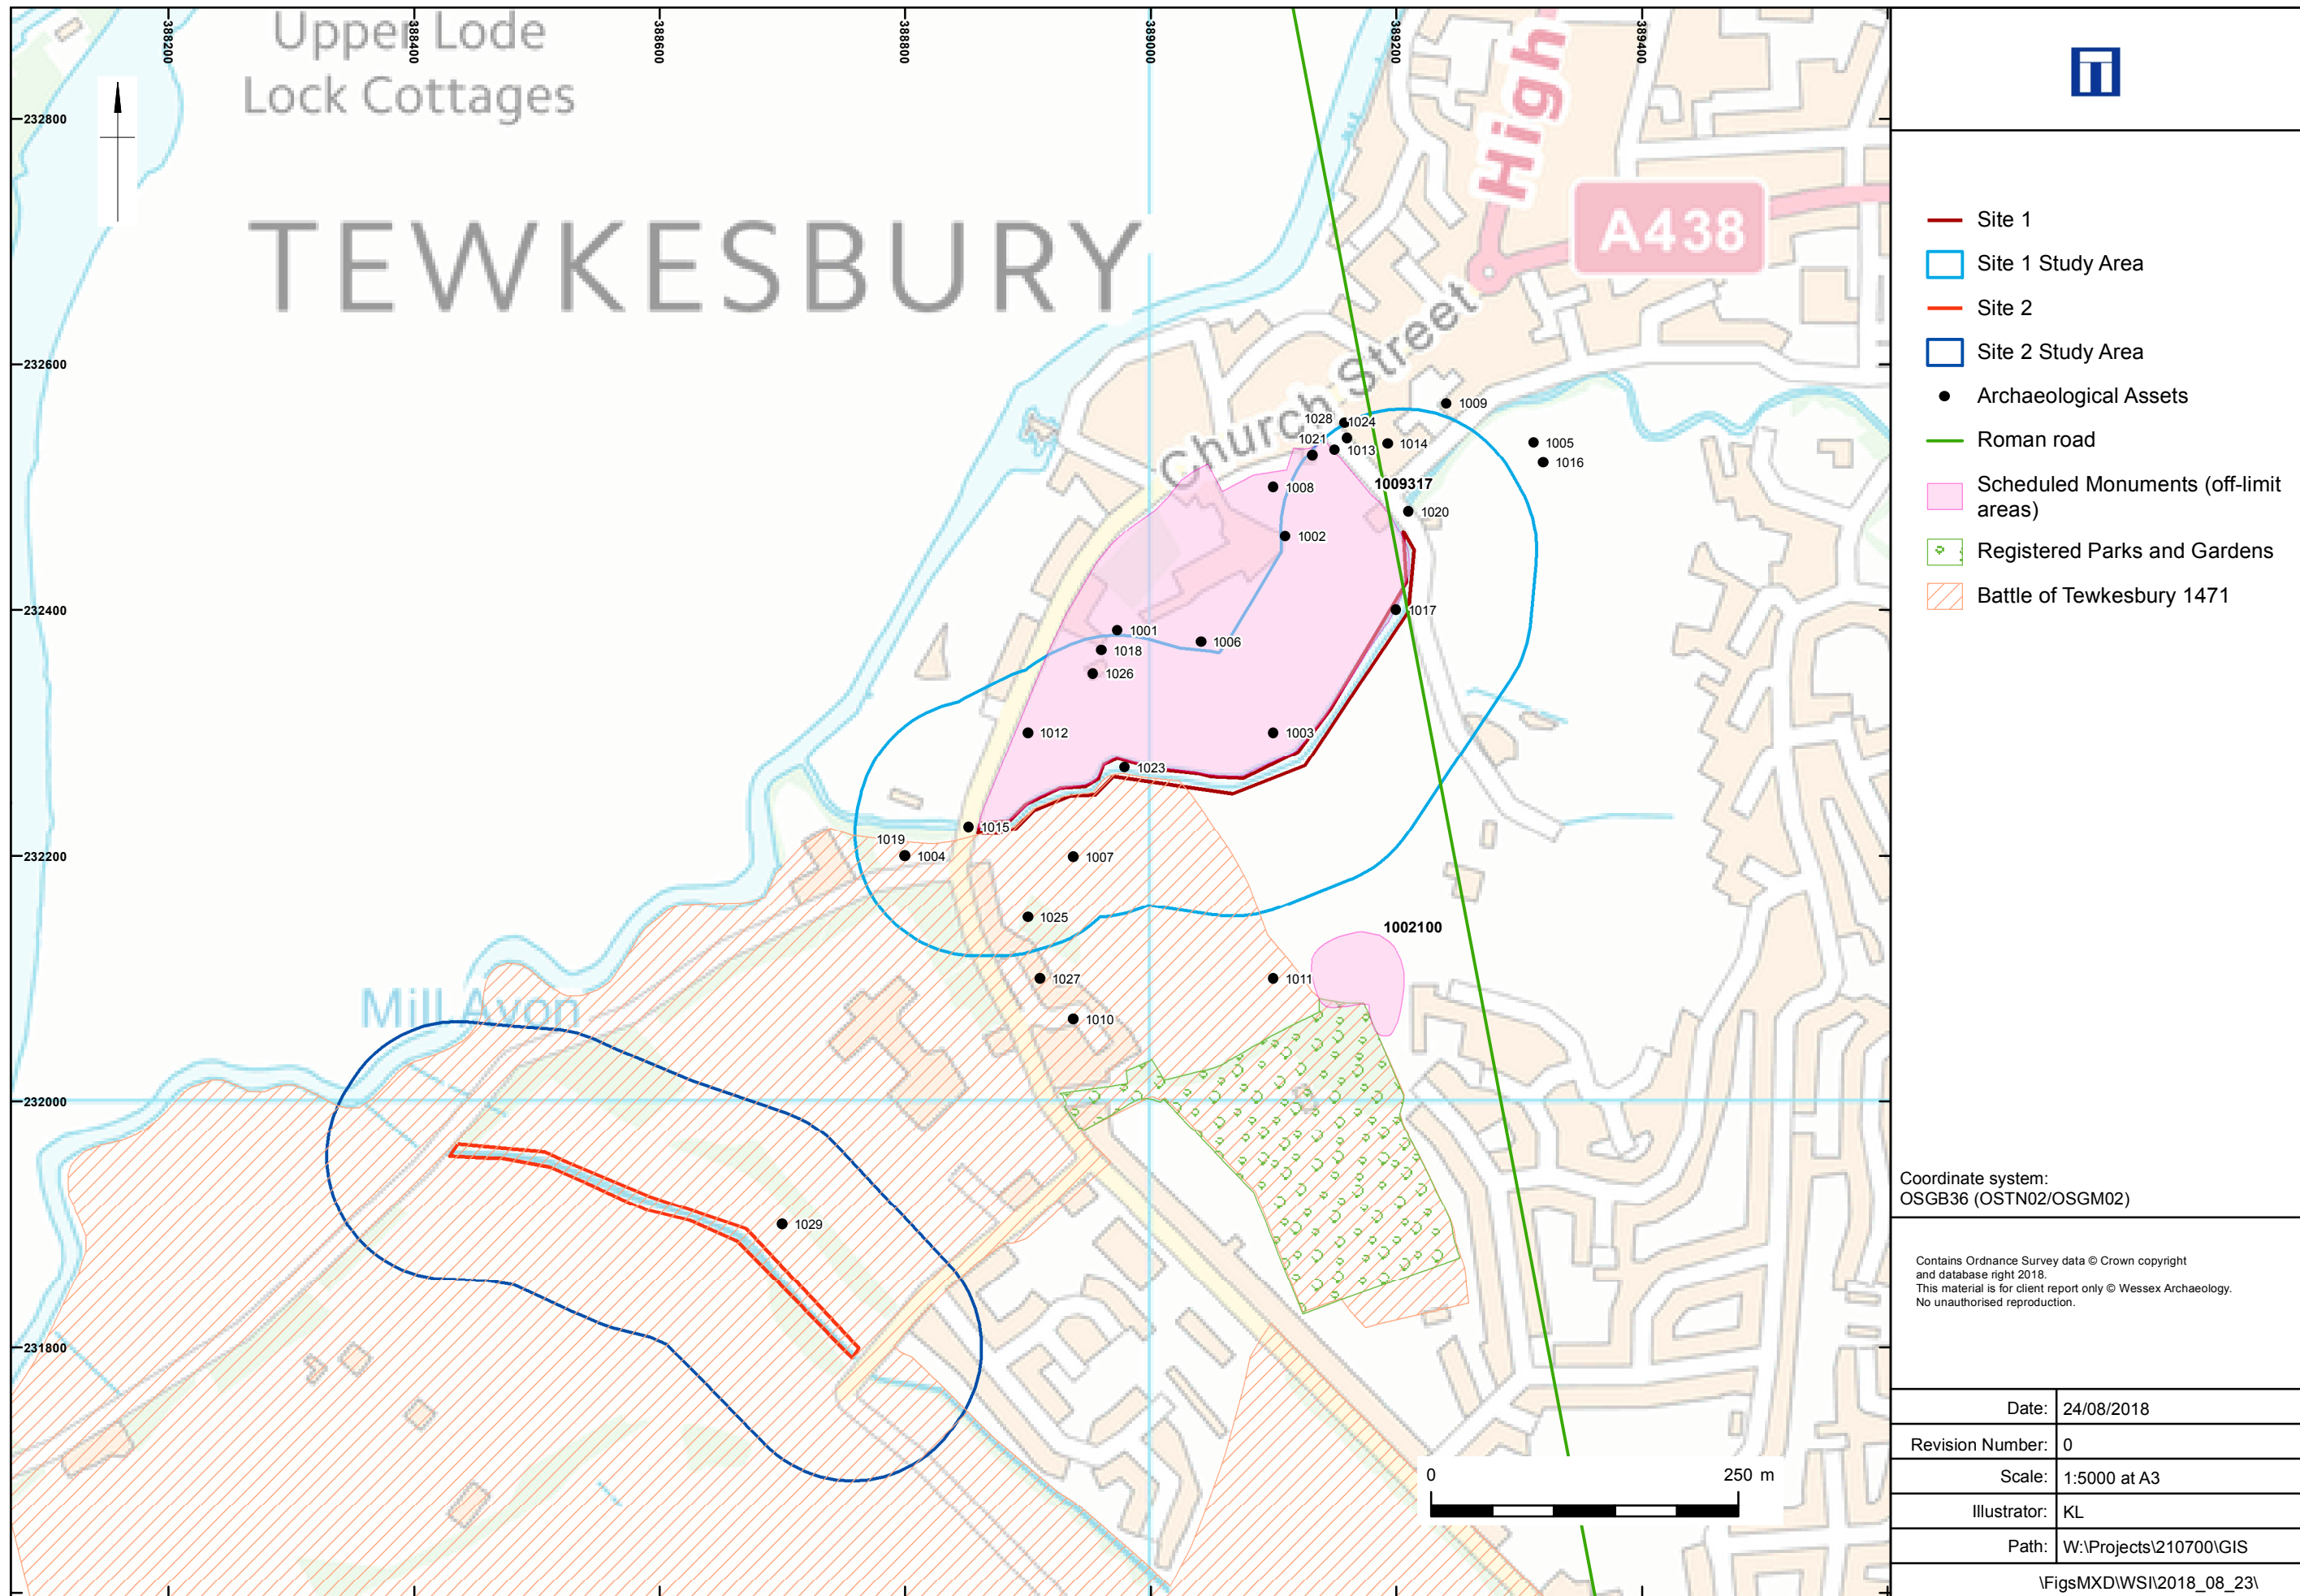 Upper Lode
Lock Cottages
TEWKESBURY
High
A438
Church Street
Mill Avon
388200
388400
388600
388800
389000
389200
389400
232800
232600
232400
232200
232000
231800
1009
1028
1024
1021
1013
1014
1005
1016
1008
1009317
1020
1002
1017
1001
1006
1018
1026
1012
1003
1023
1015
1019
1004
1007
1025
1002100
1027
1011
1010
1029
0 250 m
Site 1
Site 1 Study Area
Site 2
Site 2 Study Area
Archaeological Assets
Roman road
Scheduled Monuments (off-limit
areas)
Registered Parks and Gardens
Battle of Tewkesbury 1471
Coordinate system:
OSGB36 (OSTN02/OSGM02)
Contains Ordnance Survey data © Crown copyright
and database right 2018.
This material is for client report only © Wessex Archaeology.
No unauthorised reproduction.
Date: 24/08/2018
Revision Number: 0
Scale: 1:5000 at A3
Illustrator: KL
Path: W:\Projects\210700\GIS
\FigsMXD\WSI\2018_08_23\